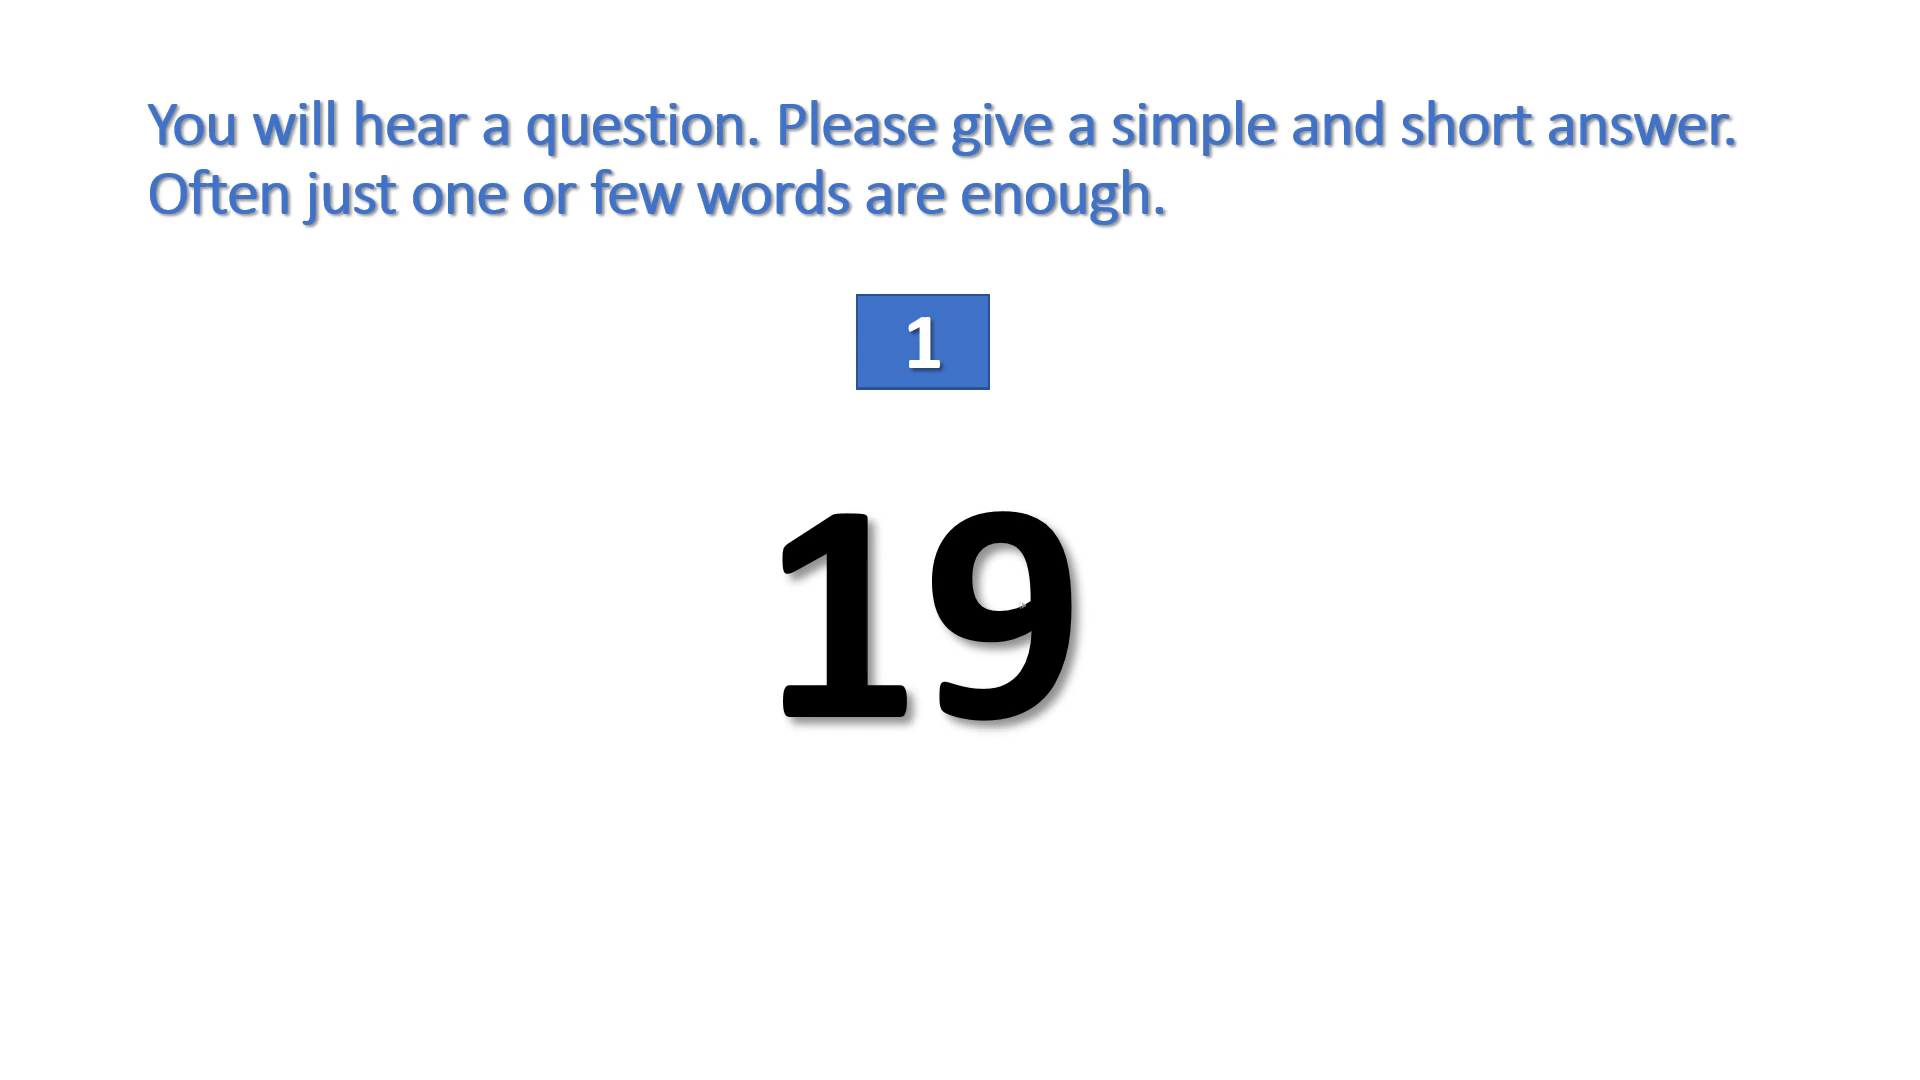 You will hear a question. Please give a simple and short answer.
Often just one or few words are enough.
1
19